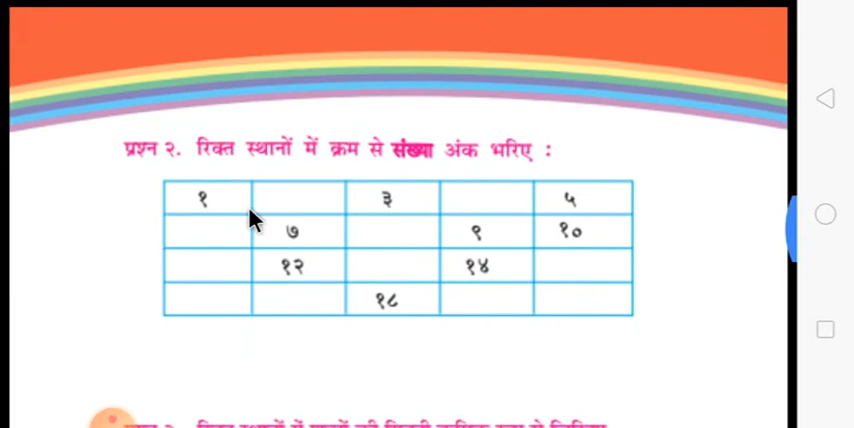 प्रश्न २. रिक्त स्थानों में क्रम से संख्या अंक भरिए :
१ ३ ५
७ ९ १०
१२ १४
१८